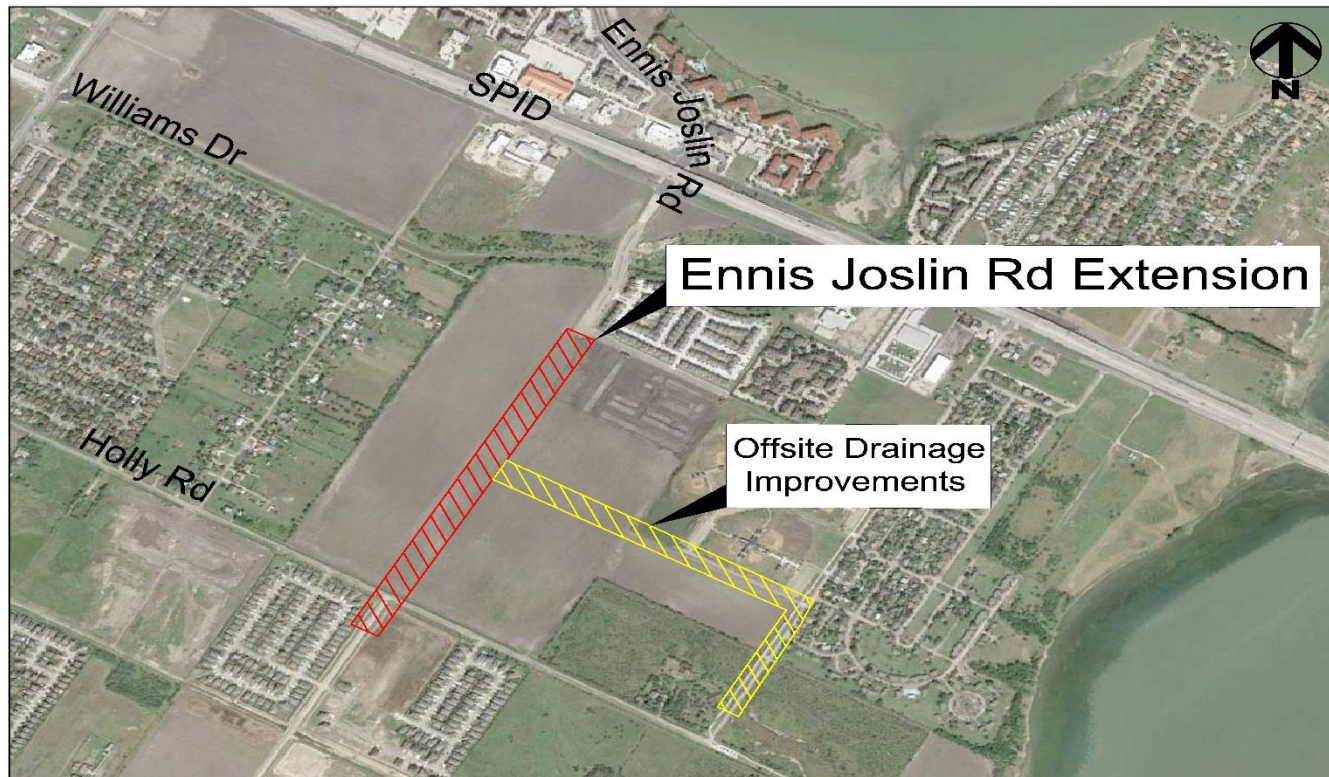 Ennis Joslin Rd
SPID
Williams Dr
N
Ennis Joslin Rd Extension
Offsite Drainage
Improvements
Holly Rd